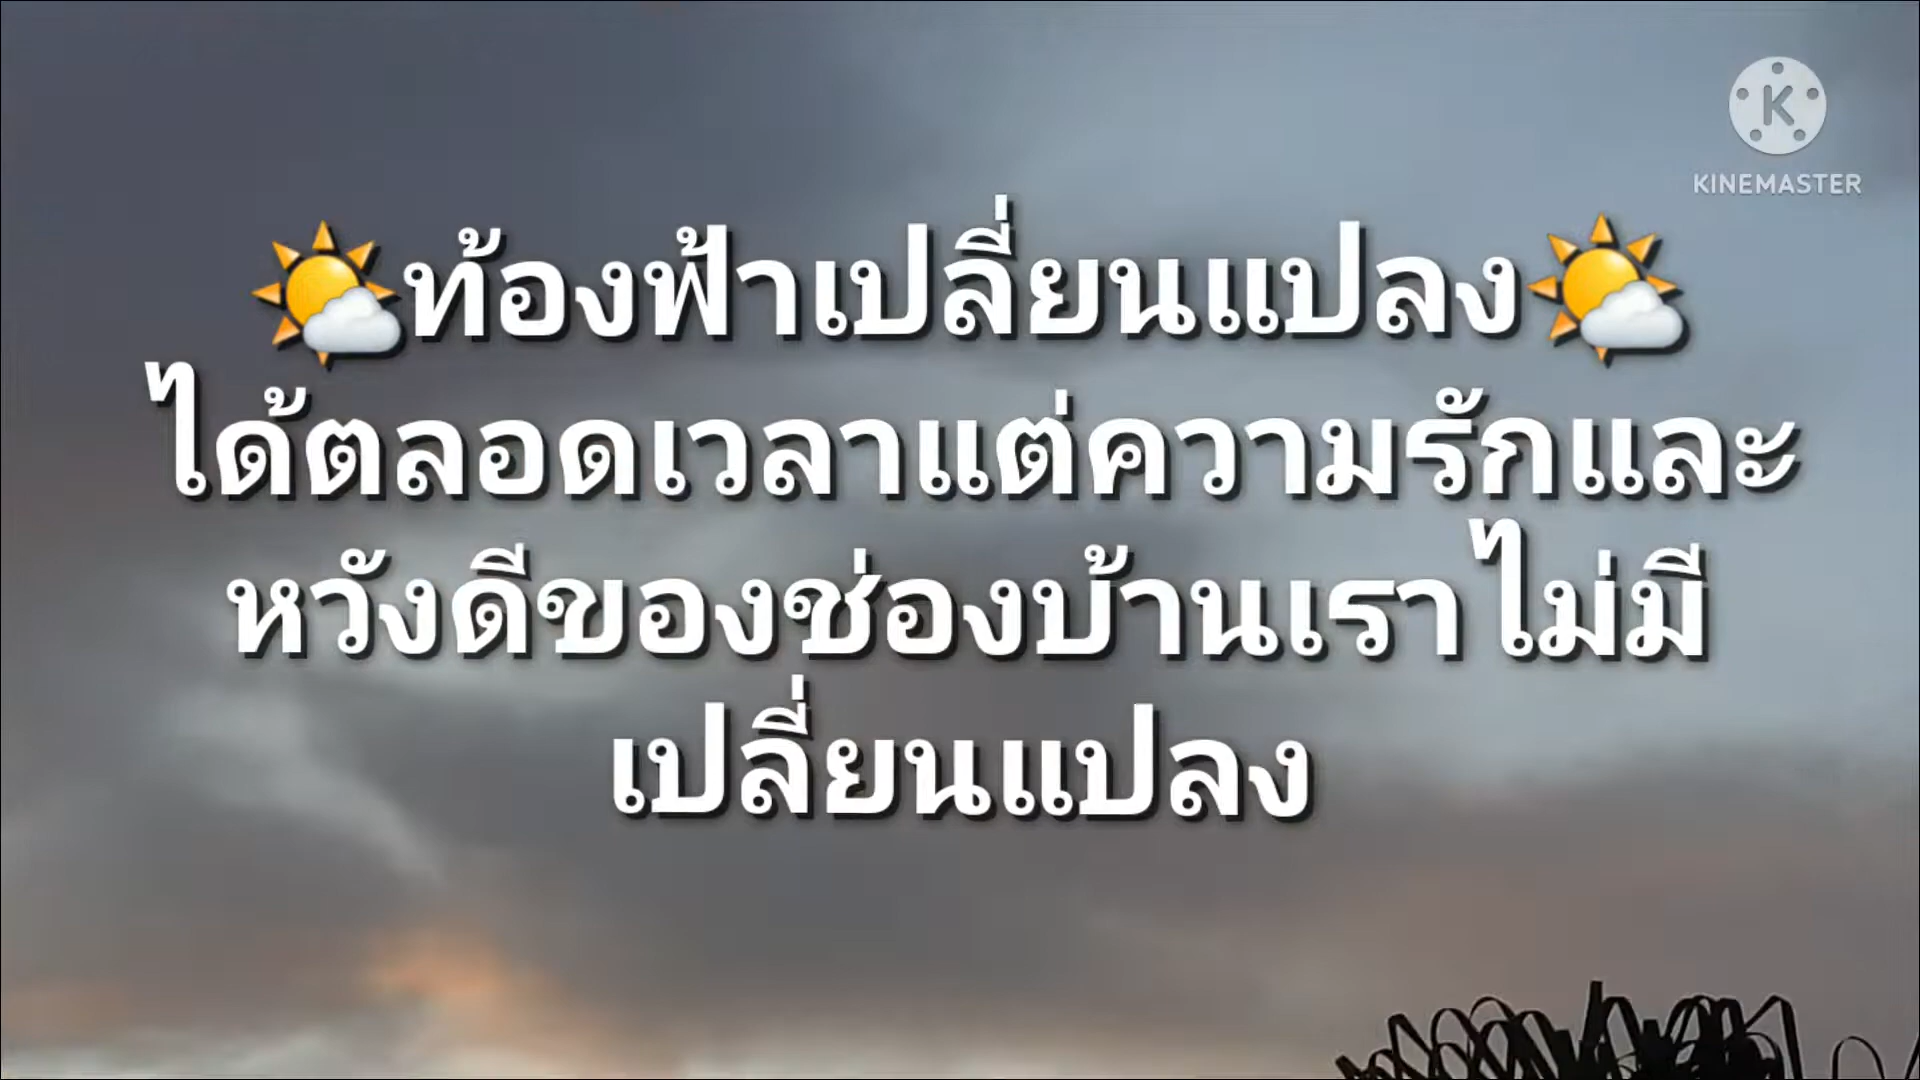 KINEMASTER
🌤️ท้องฟ้าเปลี่ยนแปลง🌤️
ได้ตลอดเวลาแต่ความรักและ
หวังดีของช่องบ้านเราไม่มี
เปลี่ยนแปลง